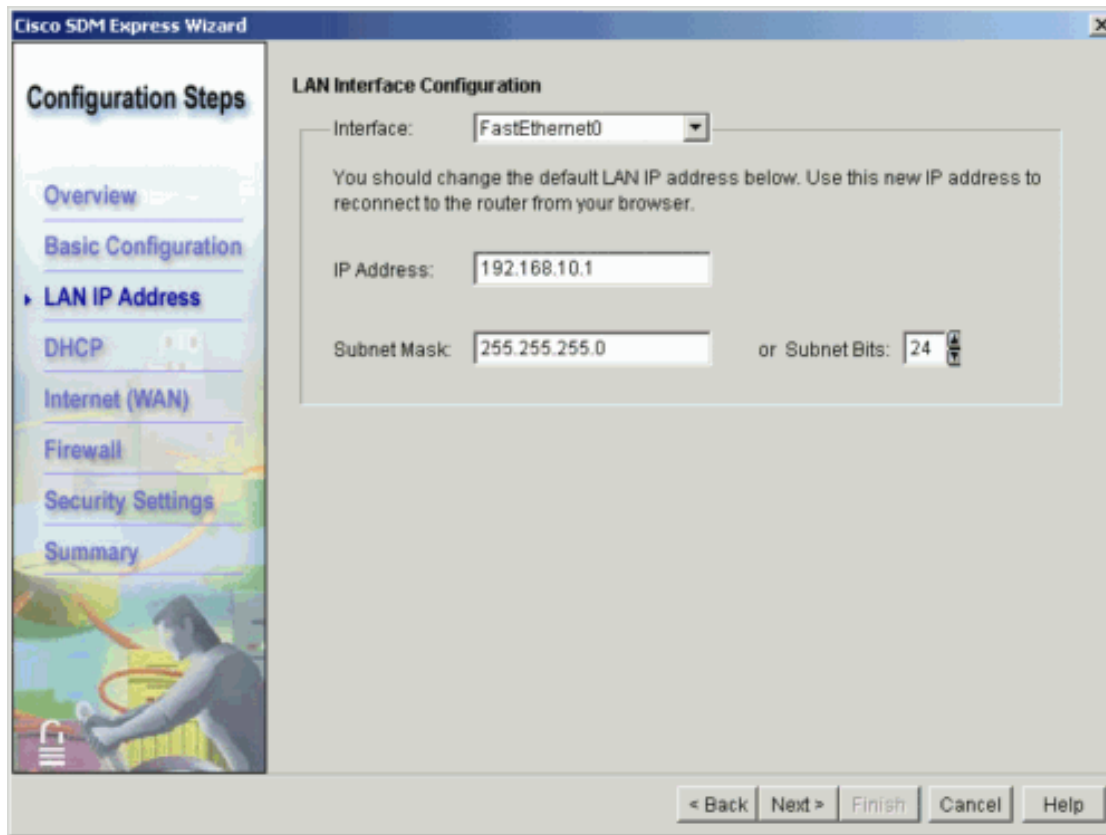 Cisco SDM Express Wizard
Configuration Steps
Overview
Basic Configuration
LAN IP Address
DHCP
Internet (WAN)
Firewall
Security Settings
Summary
LAN Interface Configuration
Interface: FastEthernet0
You should change the default LAN IP address below. Use this new IP address to
reconnect to the router from your browser.
IP Address: 192.168.10.1
Subnet Mask: 255.255.255.0 or Subnet Bits: 24
< Back Next > Finish Cancel Help